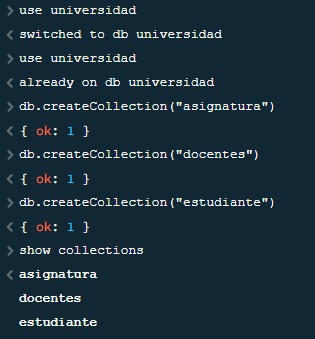 > use universidad
< switched to db universidad
> use universidad
< already on db universidad
> db.createCollection("asignatura")
< { ok: 1 }
> db.createCollection("docentes")
< { ok: 1 }
> db.createCollection("estudiante")
< { ok: 1 }
> show collections
< asignatura
docentes
estudiante